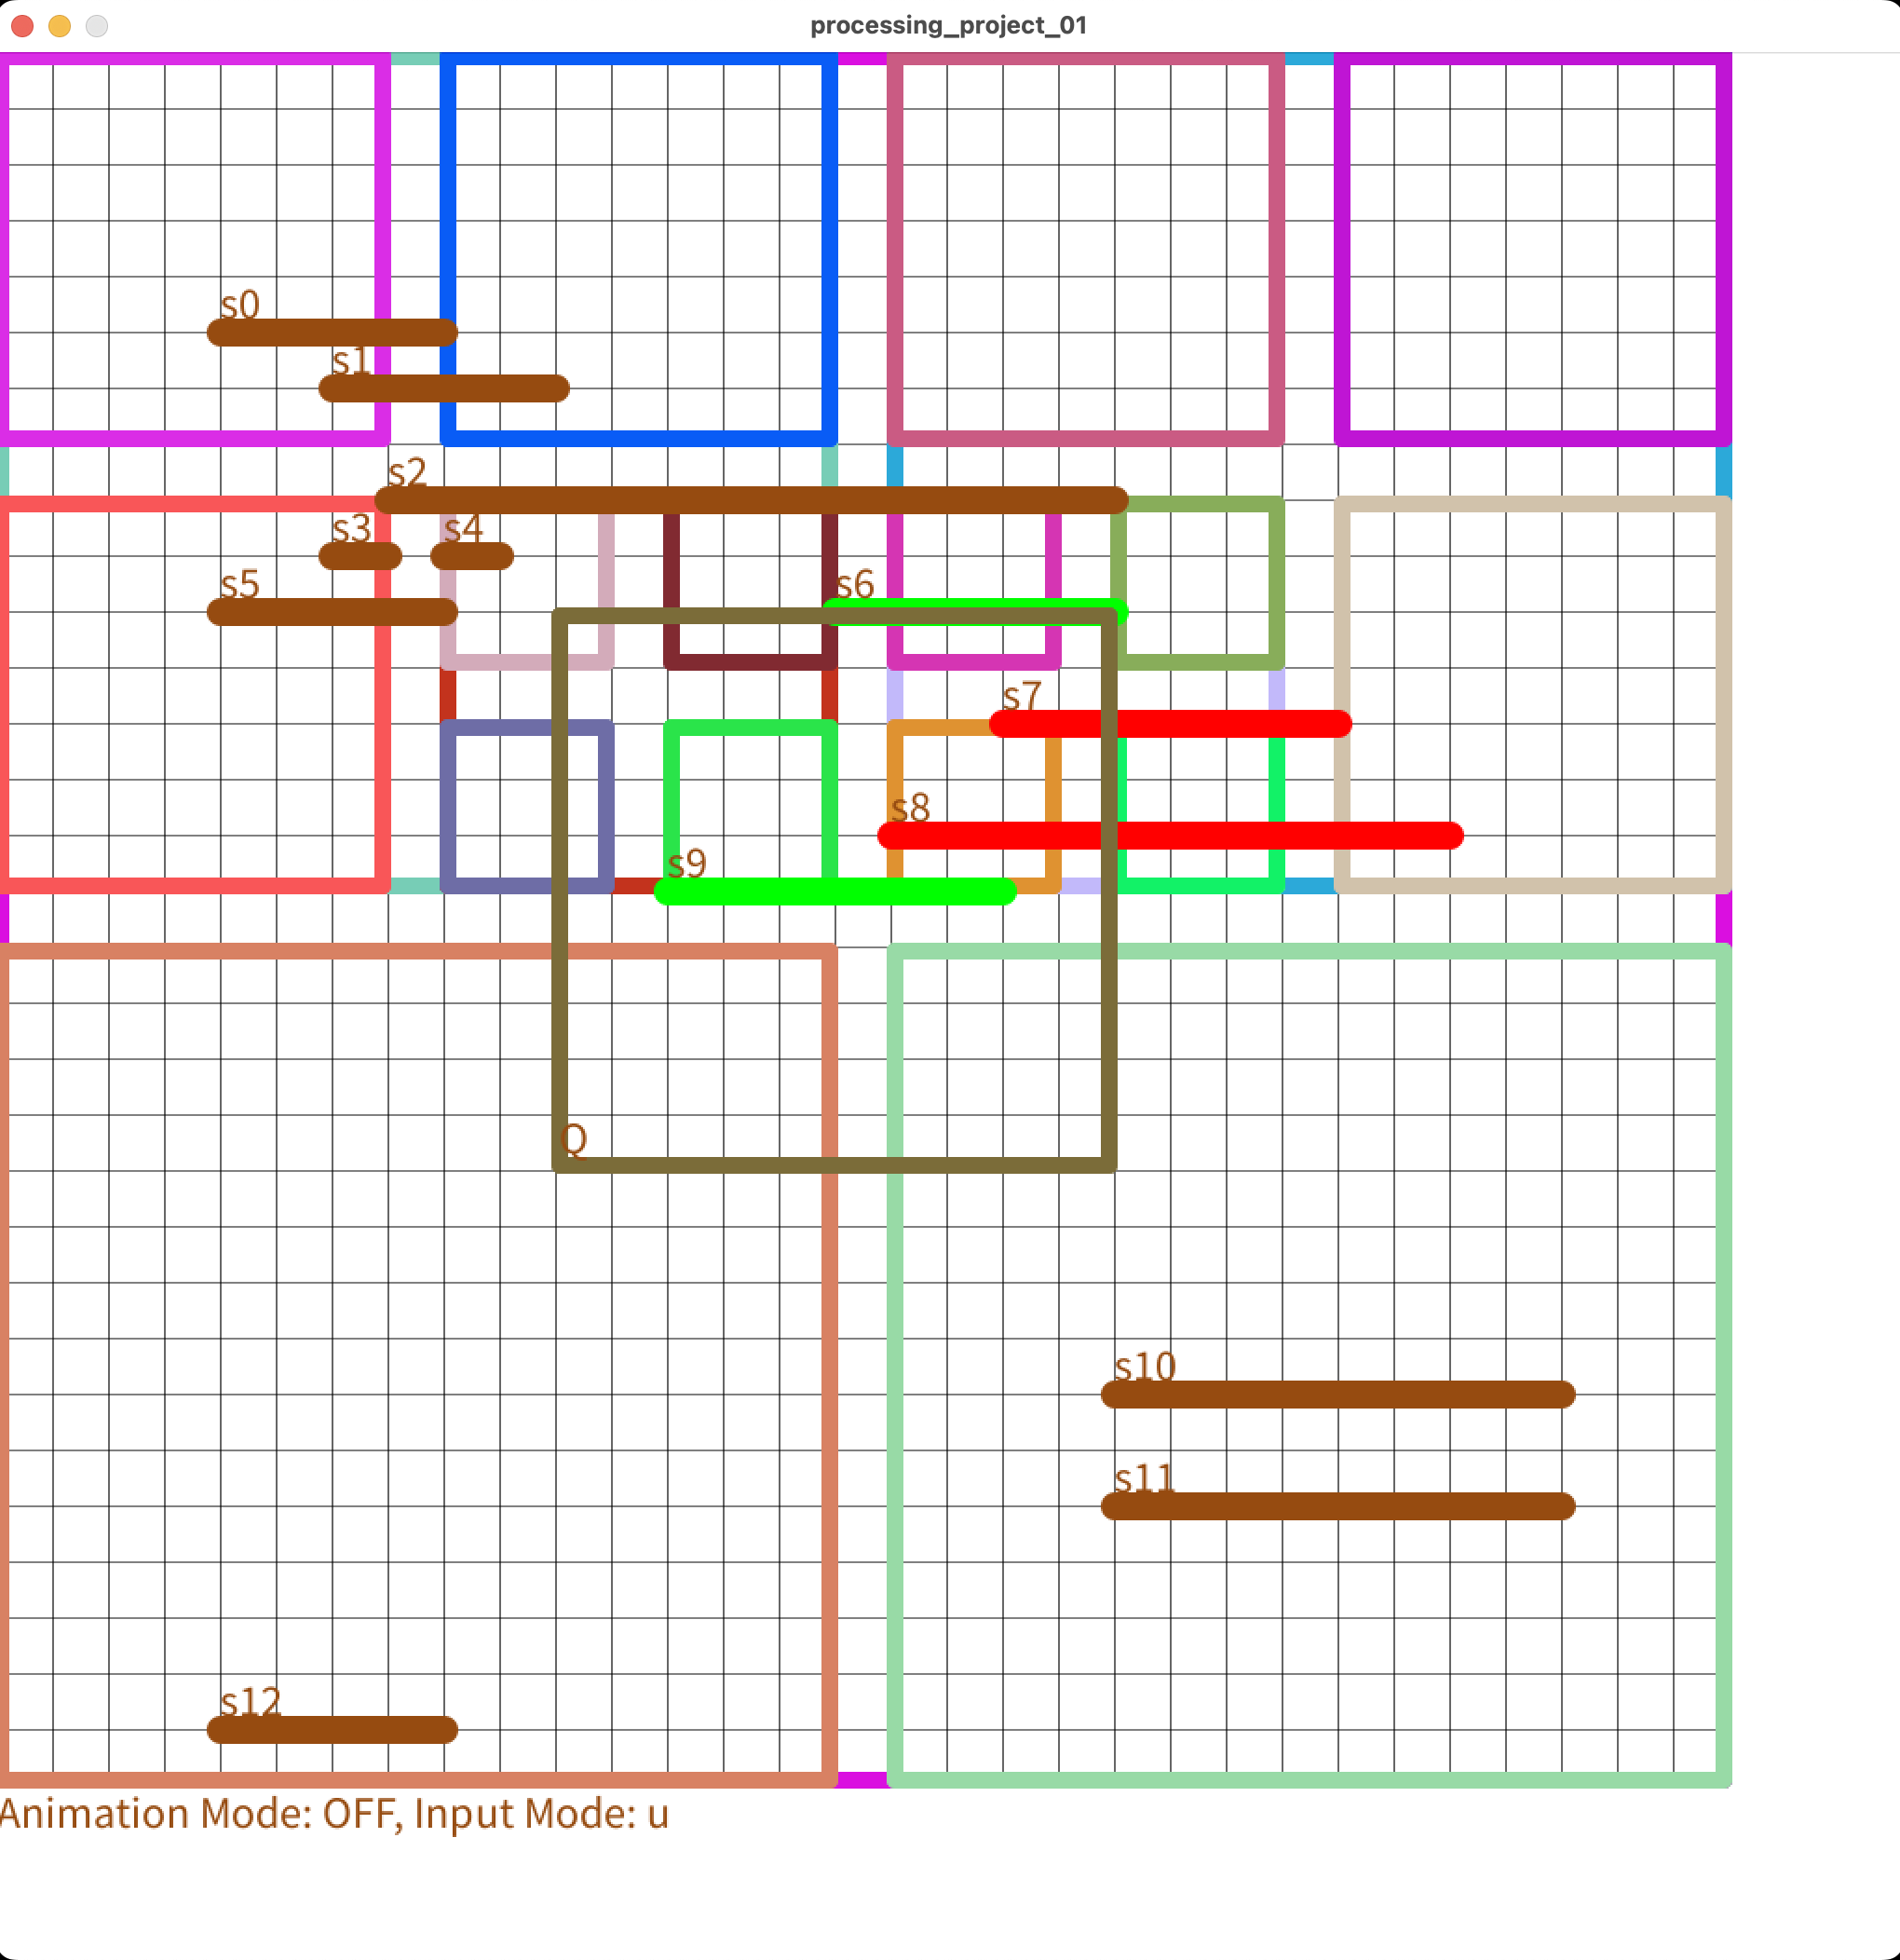 processing_project_01
s0
s1
s2
s3
s4
s5
s6
s7
s8
s9
Q
s10
s11
s12
Animation Mode: OFF, Input Mode: u